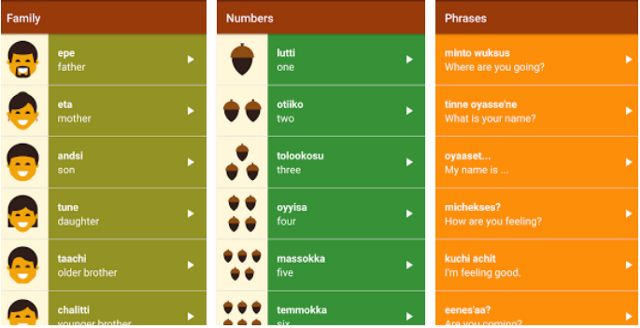 Family
epe
father
eta
mother
andsi
son
tune
daughter
taachi
older brother
chalitti
younger brother
Numbers
lutti
one
otiiko
two
tolookosu
three
oyyisa
four
massokka
five
temmokka
six
Phrases
minto wuksus
Where are you going?
tinne oyasse'ne
What is your name?
oyaaset...
My name is ...
michekses?
How are you feeling?
kuchi achit
I'm feeling good.
eenes'aa?
Are you coming?